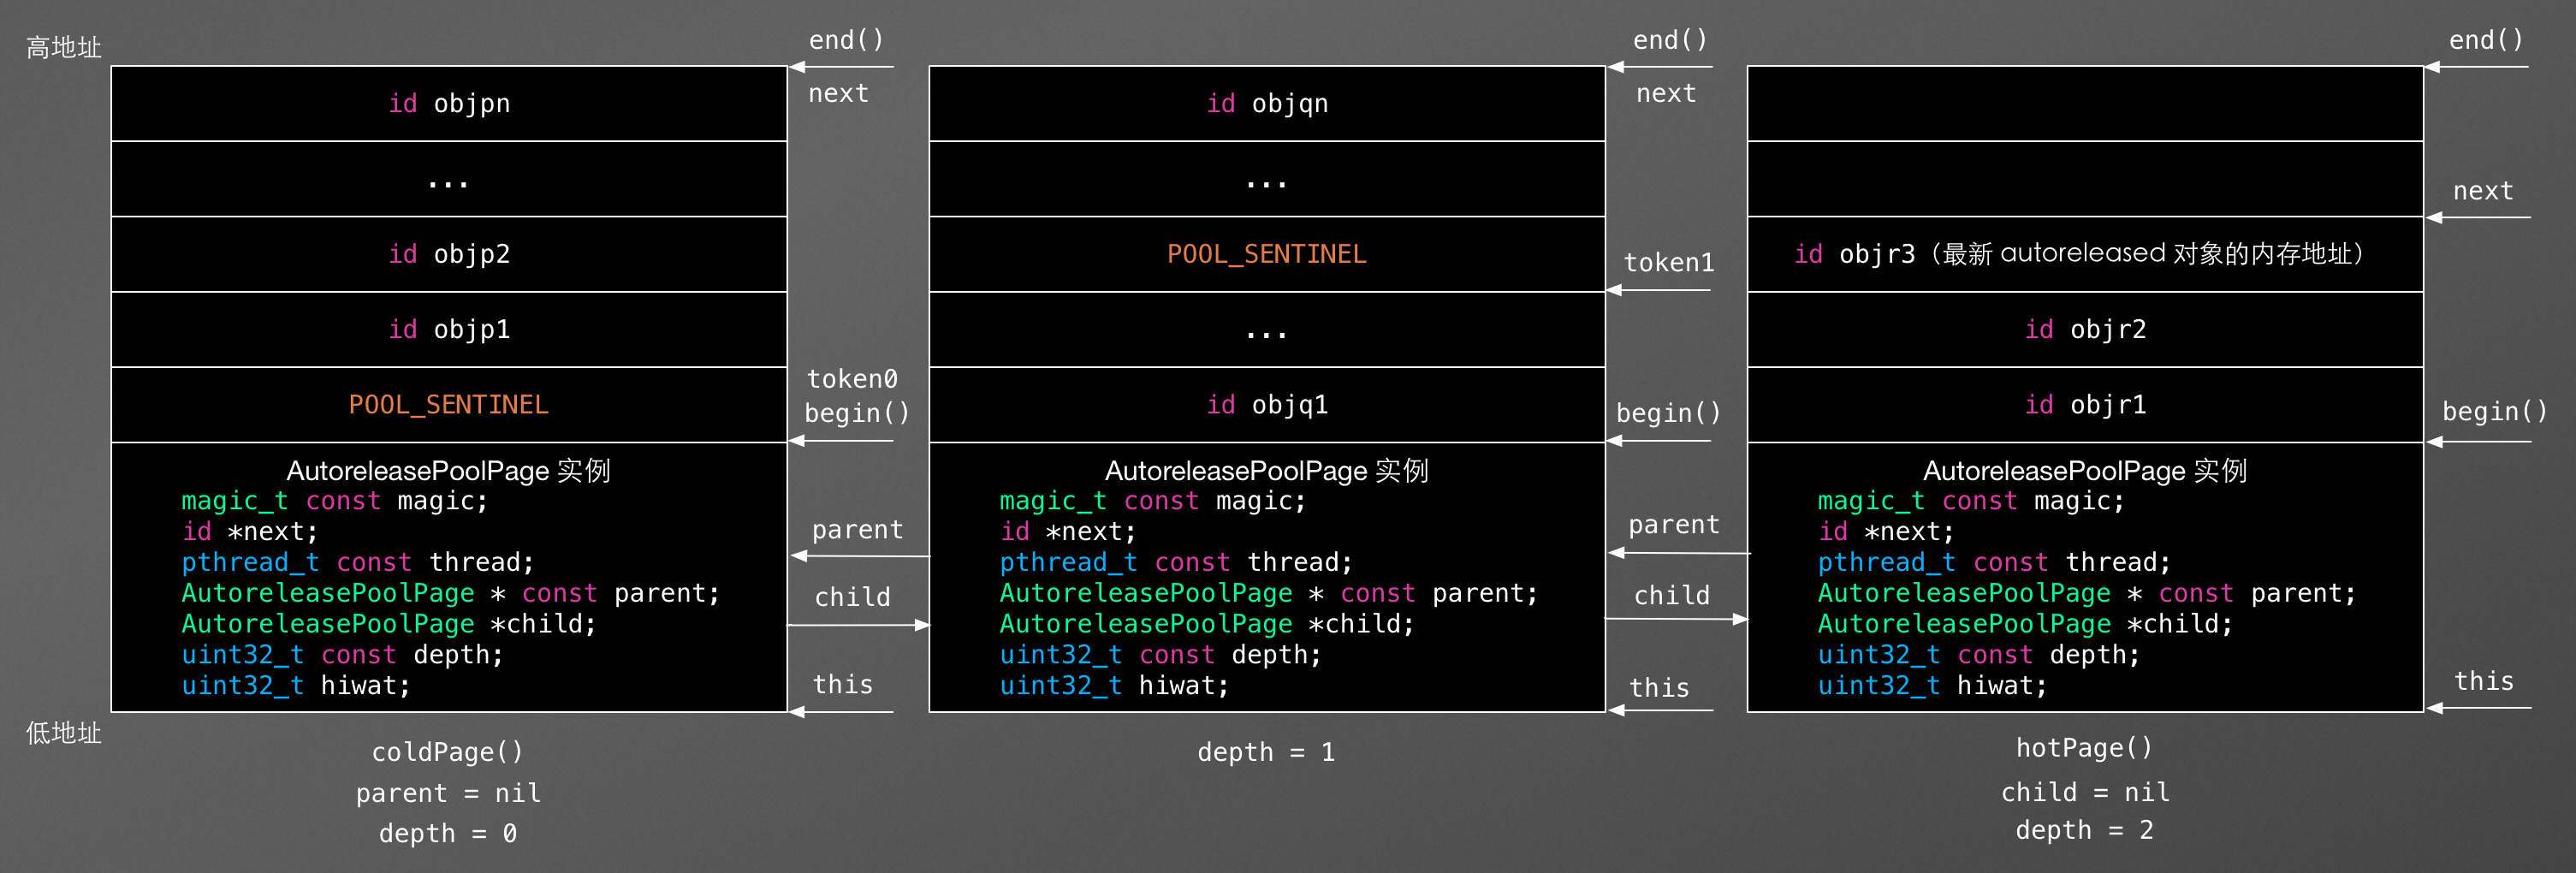 高地址
end()
next
id objpn
...
id objp2
id objp1
token0
begin()
POOL_SENTINEL
AutoreleasePoolPage 实例
magic_t const magic;
id *next;
pthread_t const thread;
AutoreleasePoolPage * const parent;
AutoreleasePoolPage *child;
uint32_t const depth;
uint32_t hiwat;
parent
child
this
低地址
coldPage()
parent = nil
depth = 0
end()
next
id objqn
...
POOL_SENTINEL
token1
...
id objq1
begin()
AutoreleasePoolPage 实例
magic_t const magic;
id *next;
pthread_t const thread;
AutoreleasePoolPage * const parent;
AutoreleasePoolPage *child;
uint32_t const depth;
uint32_t hiwat;
parent
child
this
depth = 1
end()
next
id objr3（最新 autoreleased 对象的内存地址）
id objr2
id objr1
begin()
AutoreleasePoolPage 实例
magic_t const magic;
id *next;
pthread_t const thread;
AutoreleasePoolPage * const parent;
AutoreleasePoolPage *child;
uint32_t const depth;
uint32_t hiwat;
this
hotPage()
child = nil
depth = 2